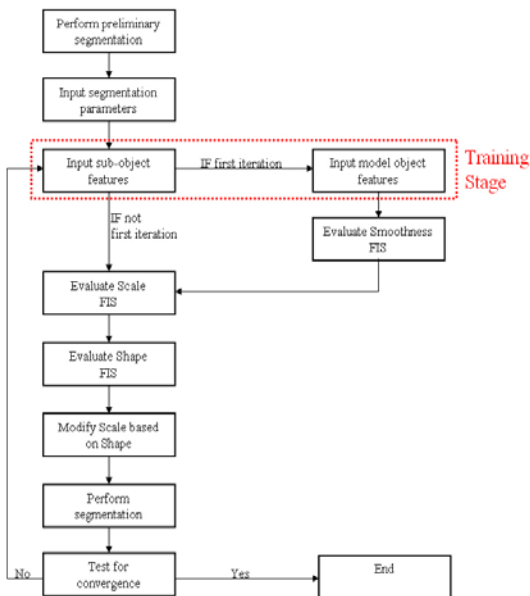 Perform preliminary
segmentation
Input segmentation
parameters
Input sub-object
features
IF first iteration
Input model object
features
Training
Stage
IF not
first iteration
Evaluate Smoothness
FIS
Evaluate Scale
FIS
Evaluate Shape
FIS
Modify Scale based
on Shape
Perform
segmentation
No
Test for
convergence
Yes
End